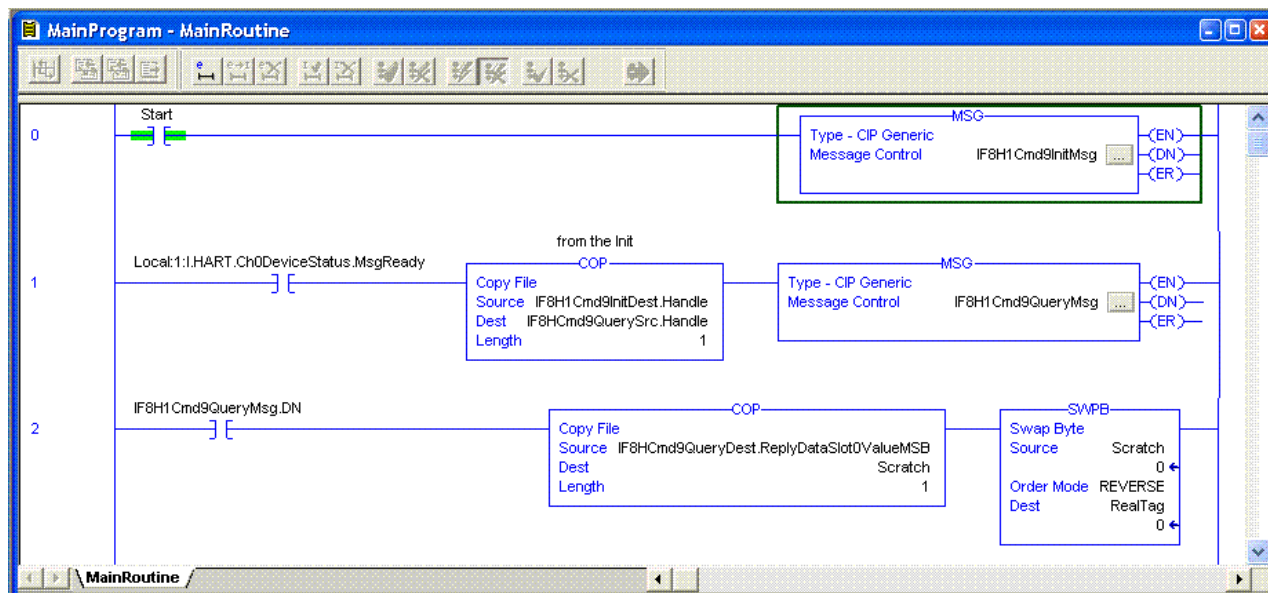 MainProgram - MainRoutine
0
Start
MSG
Type - CIP Generic
Message Control IF8H1Cmd9InitMsg ...
(EN)
(DN)
(ER)
1
Local:1:I.HART.Ch0DeviceStatus.MsgReady
from the Init
COP
Copy File
Source IF8H1Cmd9InitDest.Handle
Dest IF8HCmd9QuerySrc.Handle
Length 1
MSG
Type - CIP Generic
Message Control IF8H1Cmd9QueryMsg ...
(EN)
(DN)
(ER)
2
IF8H1Cmd9QueryMsg.DN
COP
Copy File
Source IF8HCmd9QueryDest.ReplyDataSlot0ValueMSB
Dest Scratch
Length 1
SWPB
Swap Byte
Source Scratch
0
Order Mode REVERSE
Dest RealTag
0
MainRoutine